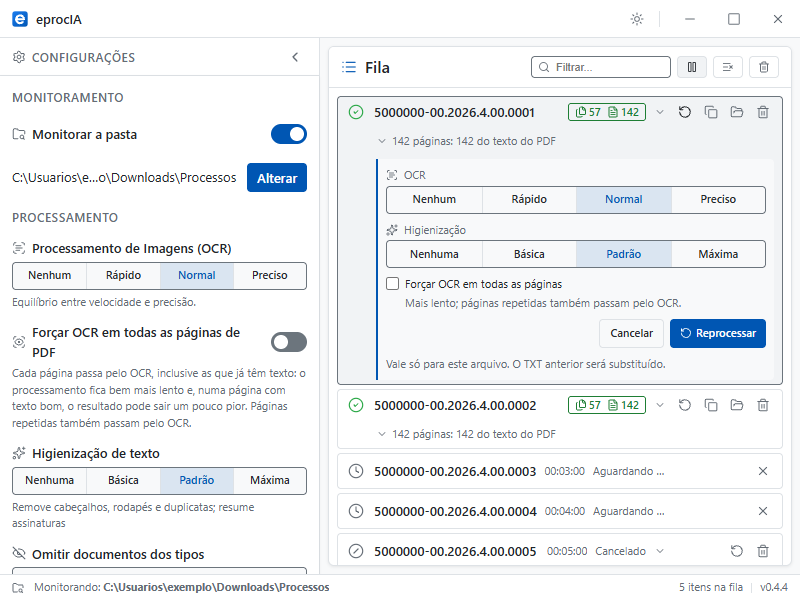 eprocIA
CONFIGURAÇÕES
MONITORAMENTO
Monitorar a pasta
C:\Usuarios\e...o\Downloads\Processos
Alterar
PROCESSAMENTO
Processamento de Imagens (OCR)
Nenhum Rápido Normal Preciso
Equilíbrio entre velocidade e precisão.
Forçar OCR em todas as páginas de
PDF
Cada página passa pelo OCR, inclusive as que já têm texto: o
processamento fica bem mais lento e, numa página com
texto bom, o resultado pode sair um pouco pior. Páginas
repetidas também passam pelo OCR.
Higienização de texto
Nenhuma Básica Padrão Máxima
Remove cabeçalhos, rodapés e duplicatas; resume
assinaturas
Omitir documentos dos tipos
Fila
Filtrar...
5000000-00.2026.4.00.0001 57 142
142 páginas: 142 do texto do PDF
OCR
Nenhum Rápido Normal Preciso
Higienização
Nenhuma Básica Padrão Máxima
Forçar OCR em todas as páginas
Mais lento; páginas repetidas também passam pelo OCR.
Cancelar Reprocessar
Vale só para este arquivo. O TXT anterior será substituído.
5000000-00.2026.4.00.0002 57 142
142 páginas: 142 do texto do PDF
5000000-00.2026.4.00.0003 00:03:00 Aguardando ...
5000000-00.2026.4.00.0004 00:04:00 Aguardando ...
5000000-00.2026.4.00.0005 00:05:00 Cancelado
Monitorando: C:\Usuarios\exemplo\Downloads\Processos
5 itens na fila v0.4.4